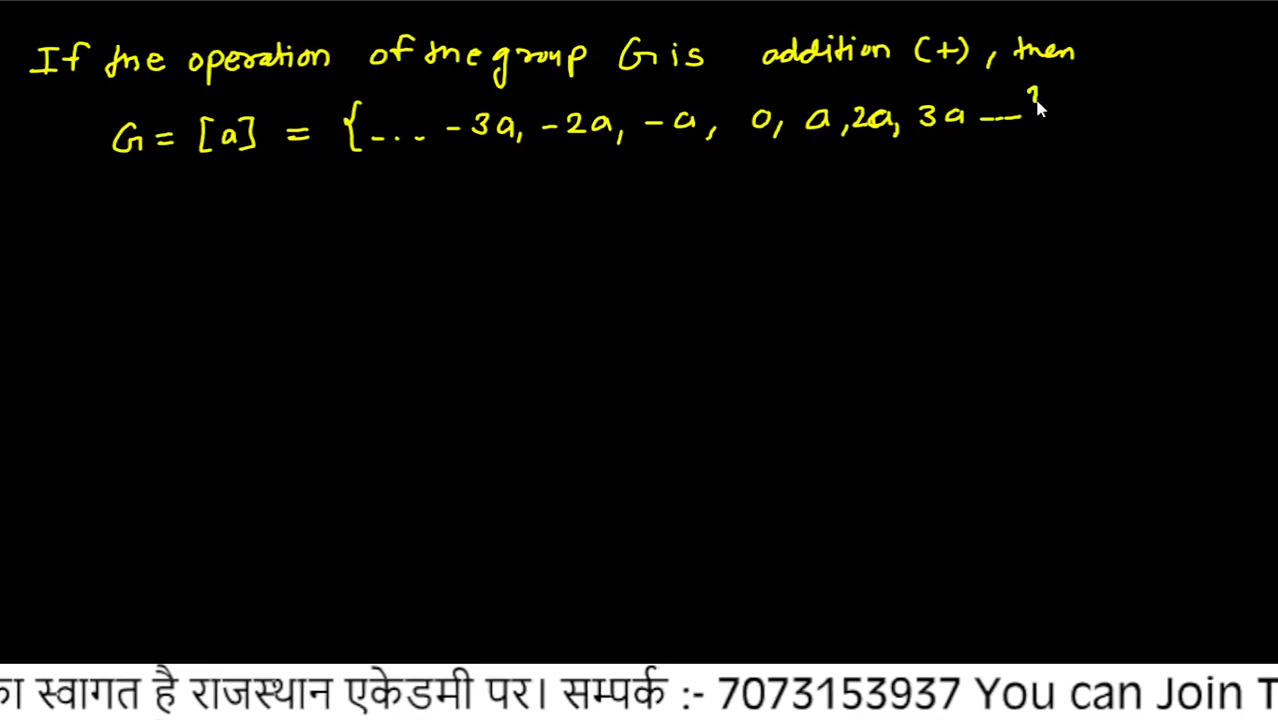 If the operation of the group G is addition (+), then
G = [a] = {... -3a, -2a, -a, 0, a, 2a, 3a ---}
का स्वागत है राजस्थान एकेडमी पर। सम्पर्क :- 7073153937 You can Join T